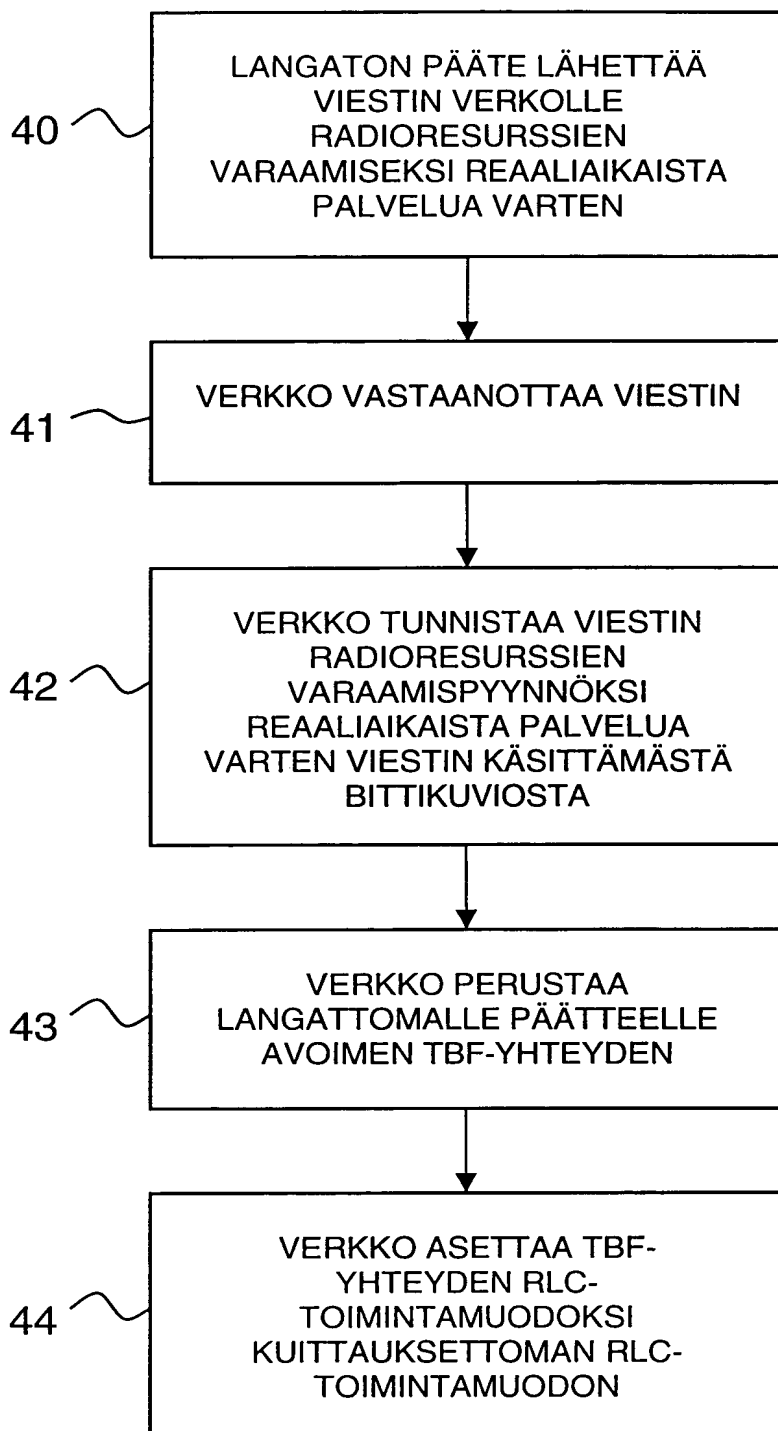 40
LANGATON PÄÄTE LÄHETTÄÄ
VIESTIN VERKOLLE
RADIORESURSSIEN
VARAAMISEKSI REAALIAIKAISTA
PALVELUA VARTEN
41
VERKKO VASTAANOTTAA VIESTIN
42
VERKKO TUNNISTAA VIESTIN
RADIORESURSSIEN
VARAAMISPYYNNÖKSI
REAALIAIKAISTA PALVELUA
VARTEN VIESTIN KÄSITTÄMÄSTÄ
BITTIKUVIOSTA
43
VERKKO PERUSTAA
LANGATTOMALLE PÄÄTTEELLE
AVOIMEN TBF-YHTEYDEN
44
VERKKO ASETTAA TBF-
YHTEYDEN RLC-
TOIMINTAMUODOKSI
KUITTAUKSETTOMAN RLC-
TOIMINTAMUODON